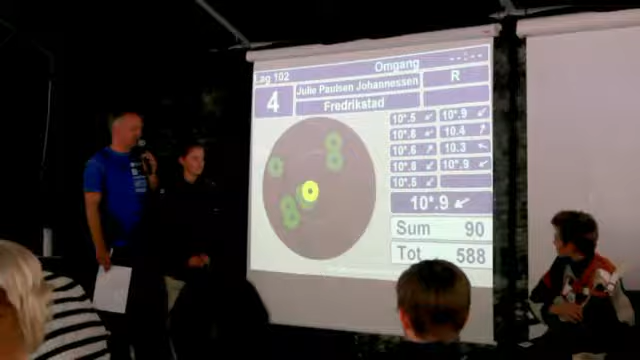 Lag 102 Omgang --:--
4 Julie Paulsen Johannessen R
Fredrikstad
10*.5 10*.9
10*.8 10.4
10*.6 10.3
10*.8 10*.9
10*.5
10*.9
Sum 90
Tot 588